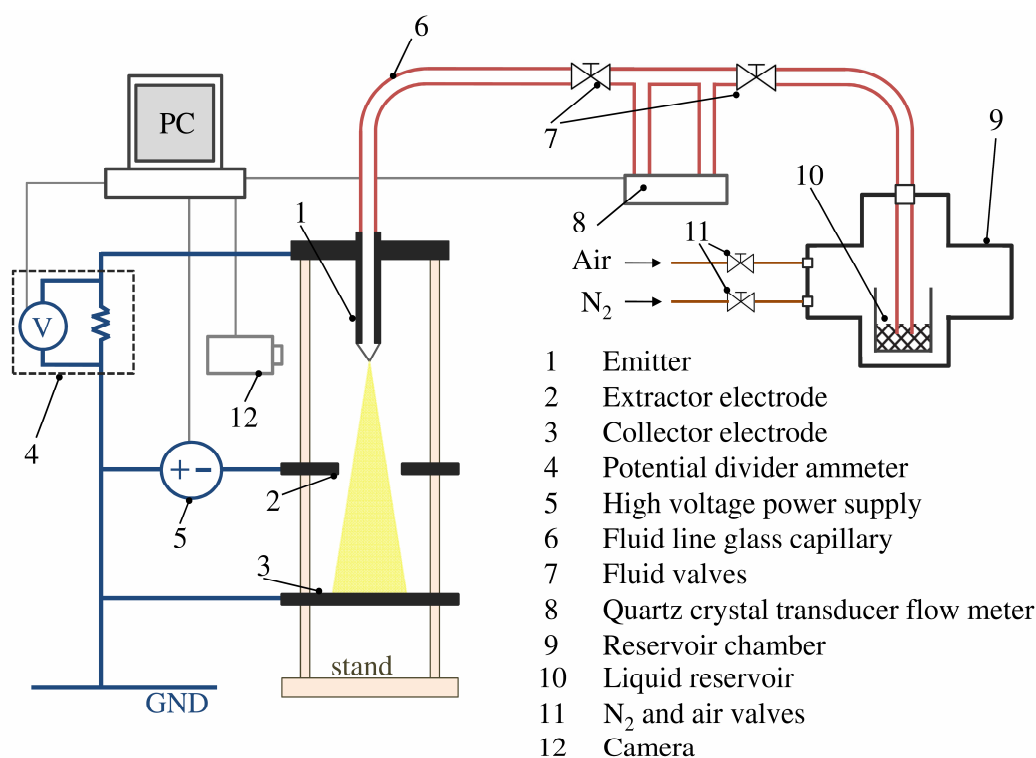 6
PC
7
9
10
1
8
11
Air
N₂
V
12
4
+ -
2
5
3
stand
GND
1 Emitter
2 Extractor electrode
3 Collector electrode
4 Potential divider ammeter
5 High voltage power supply
6 Fluid line glass capillary
7 Fluid valves
8 Quartz crystal transducer flow meter
9 Reservoir chamber
10 Liquid reservoir
11 N₂ and air valves
12 Camera